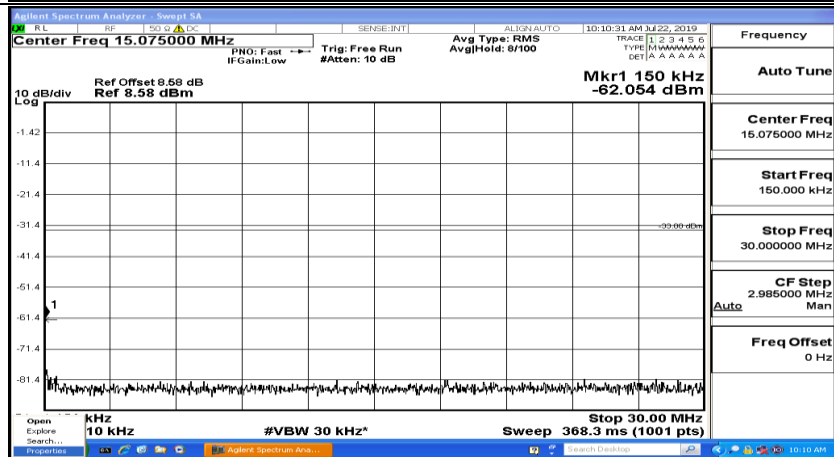 Agilent Spectrum Analyzer - Swept SA
RL RF 50 Ω DC SENSE:INT ALIGN AUTO 10:10:31 AM Jul 22, 2019
Center Freq 15.075000 MHz
PNO: Fast
IFGain:Low
Trig: Free Run
#Atten: 10 dB
Avg Type: RMS
Avg|Hold: 8/100
TRACE 1 2 3 4 5 6
TYPE M WWWWW
DET A A A A A A
Ref Offset 8.58 dB
Ref 8.58 dBm
10 dB/div
Log
Mkr1 150 kHz
-62.054 dBm
-1.42
-11.4
-21.4
-31.4
-33.00 dBm
-41.4
-51.4
-61.4
-71.4
-81.4
1
kHz
10 kHz
#VBW 30 kHz*
Stop 30.00 MHz
Sweep 368.3 ms (1001 pts)
Frequency
Auto Tune
Center Freq
15.075000 MHz
Start Freq
150.000 kHz
Stop Freq
30.000000 MHz
CF Step
2.985000 MHz
Auto Man
Freq Offset
0 Hz
Open
Explore
Search...
Properties
Agilent Spectrum Ana...
Search Desktop
10:10 AM